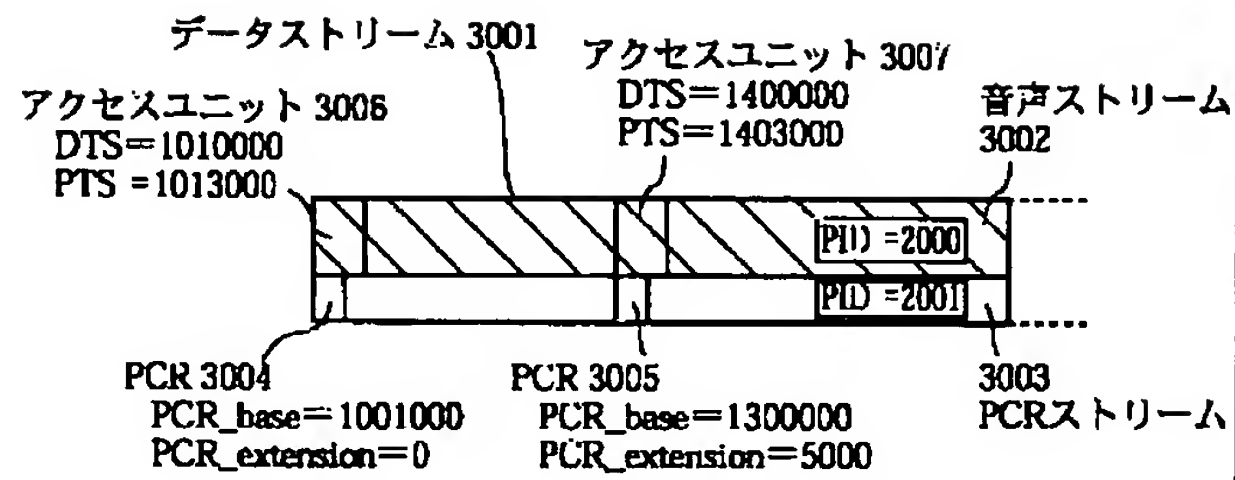 データストリーム 3001
アクセスユニット 3007
DTS=1400000
PTS=1403000
アクセスユニット 3006
DTS=1010000
PTS =1013000
音声ストリーム
3002
PID =2000
PID =2001
PCR 3004
PCR_base=1001000
PCR_extension=0
PCR 3005
PCR_base=1300000
PCR_extension=5000
3003
PCRストリーム